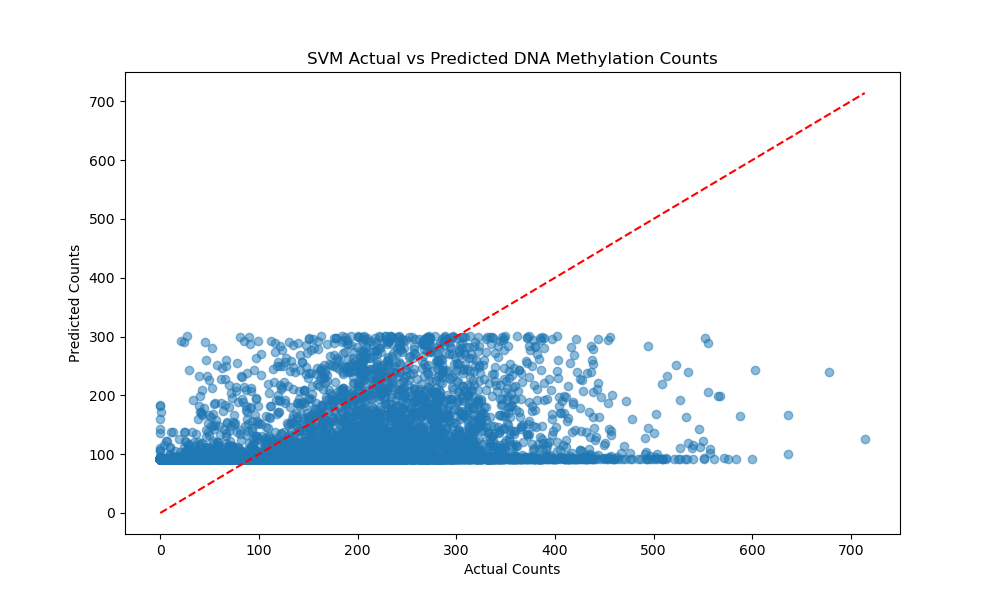 SVM Actual vs Predicted DNA Methylation Counts
700
600
500
400
300
200
100
0
Predicted Counts
0 100 200 300 400 500 600 700
Actual Counts